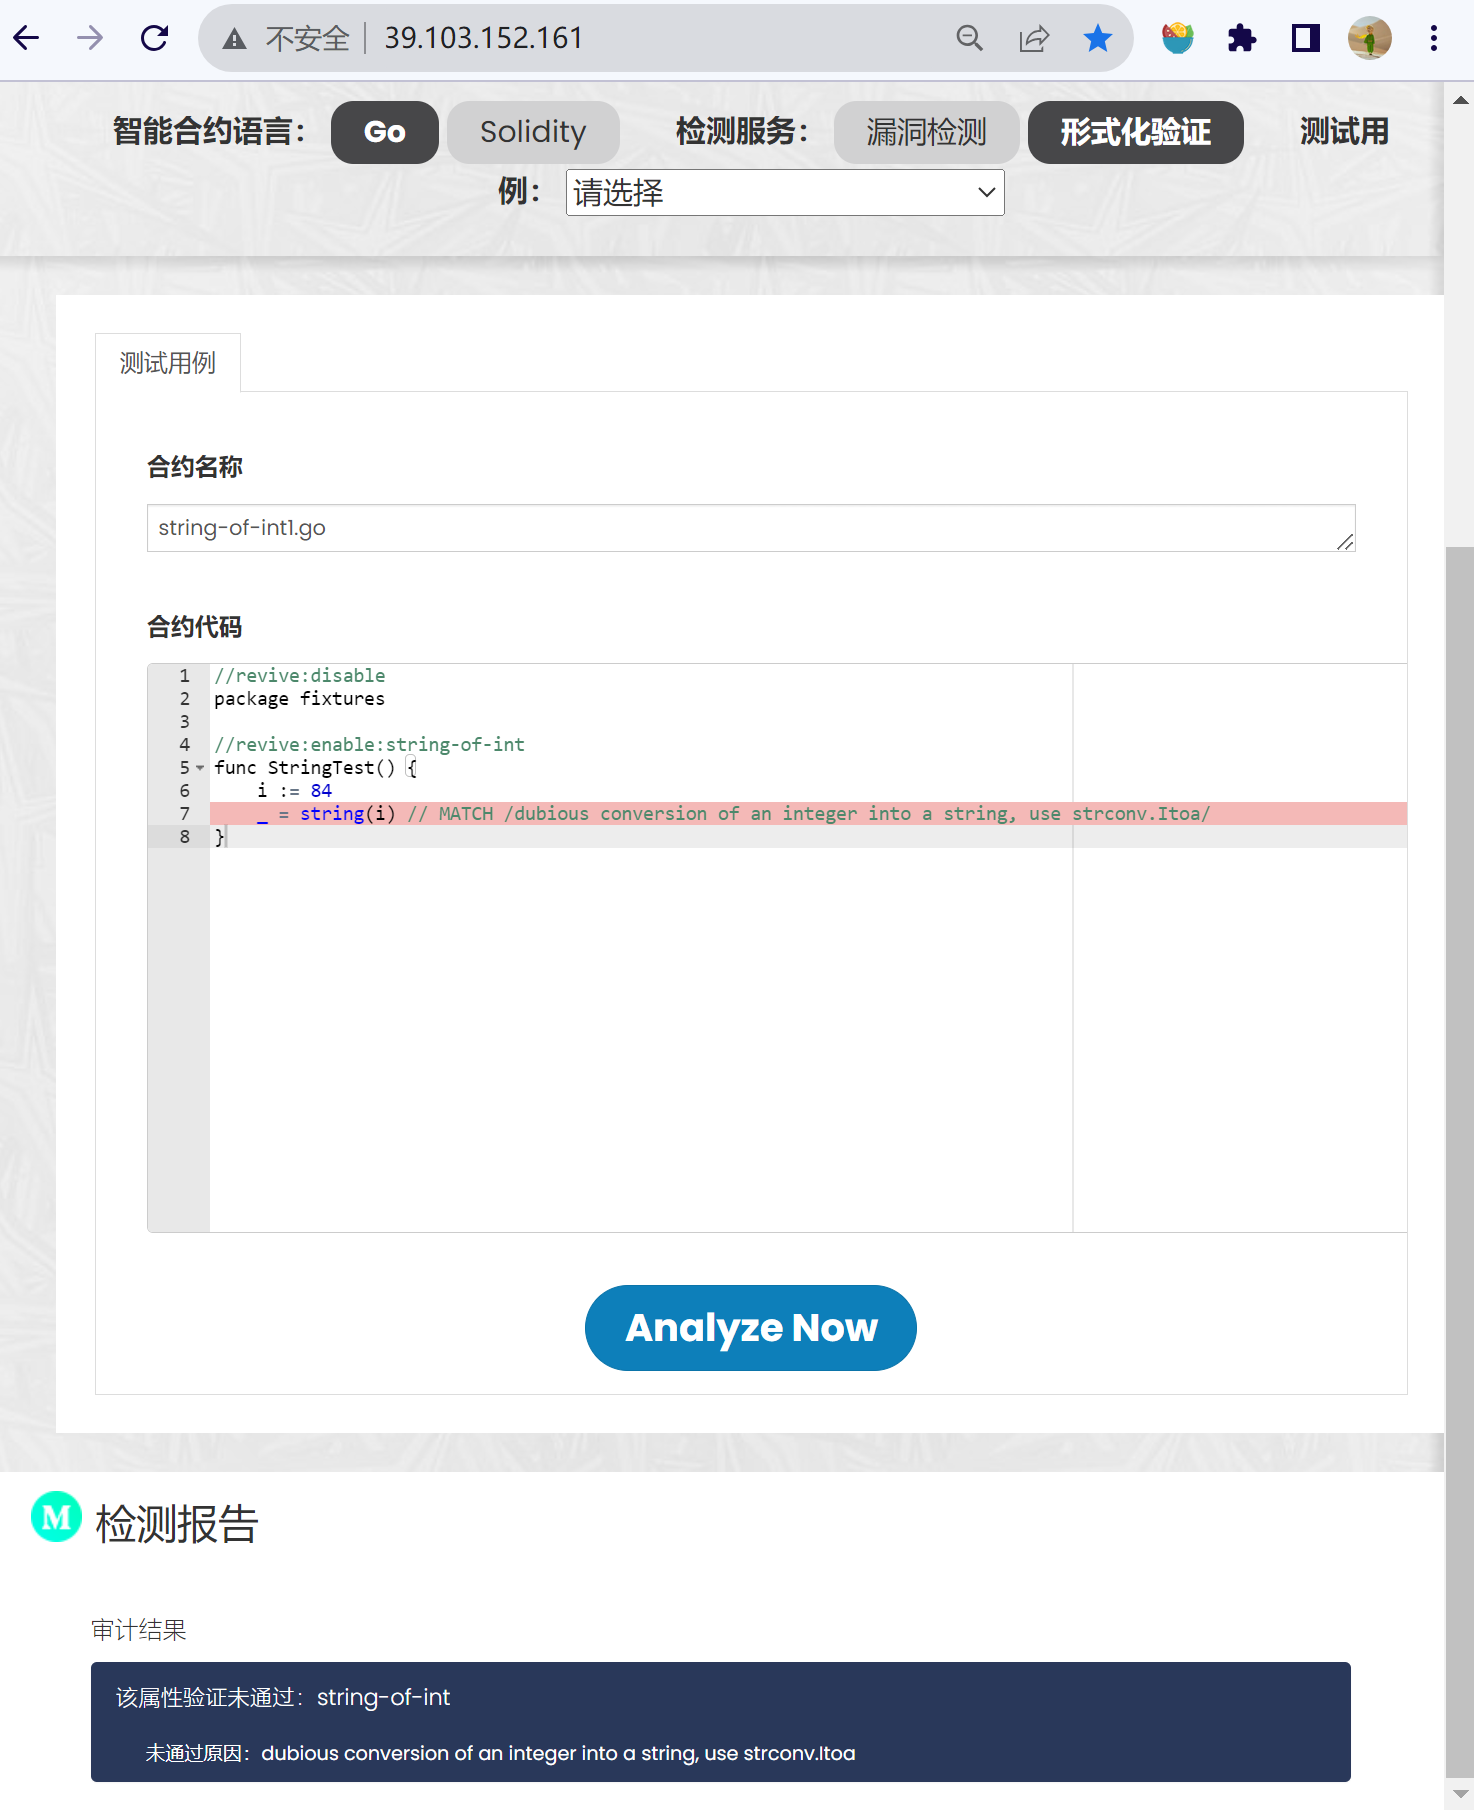 不安全 39.103.152.161
智能合约语言： Go Solidity 检测服务： 漏洞检测 形式化验证 测试用
例： 请选择
测试用例
合约名称
string-of-int1.go
合约代码
1 //revive:disable
2 package fixtures
3
4 //revive:enable:string-of-int
5 func StringTest() {
6 i := 84
7 _ = string(i) // MATCH /dubious conversion of an integer into a string, use strconv.Itoa/
8 }
Analyze Now
M 检测报告
审计结果
该属性验证未通过：string-of-int
未通过原因：dubious conversion of an integer into a string, use strconv.Itoa